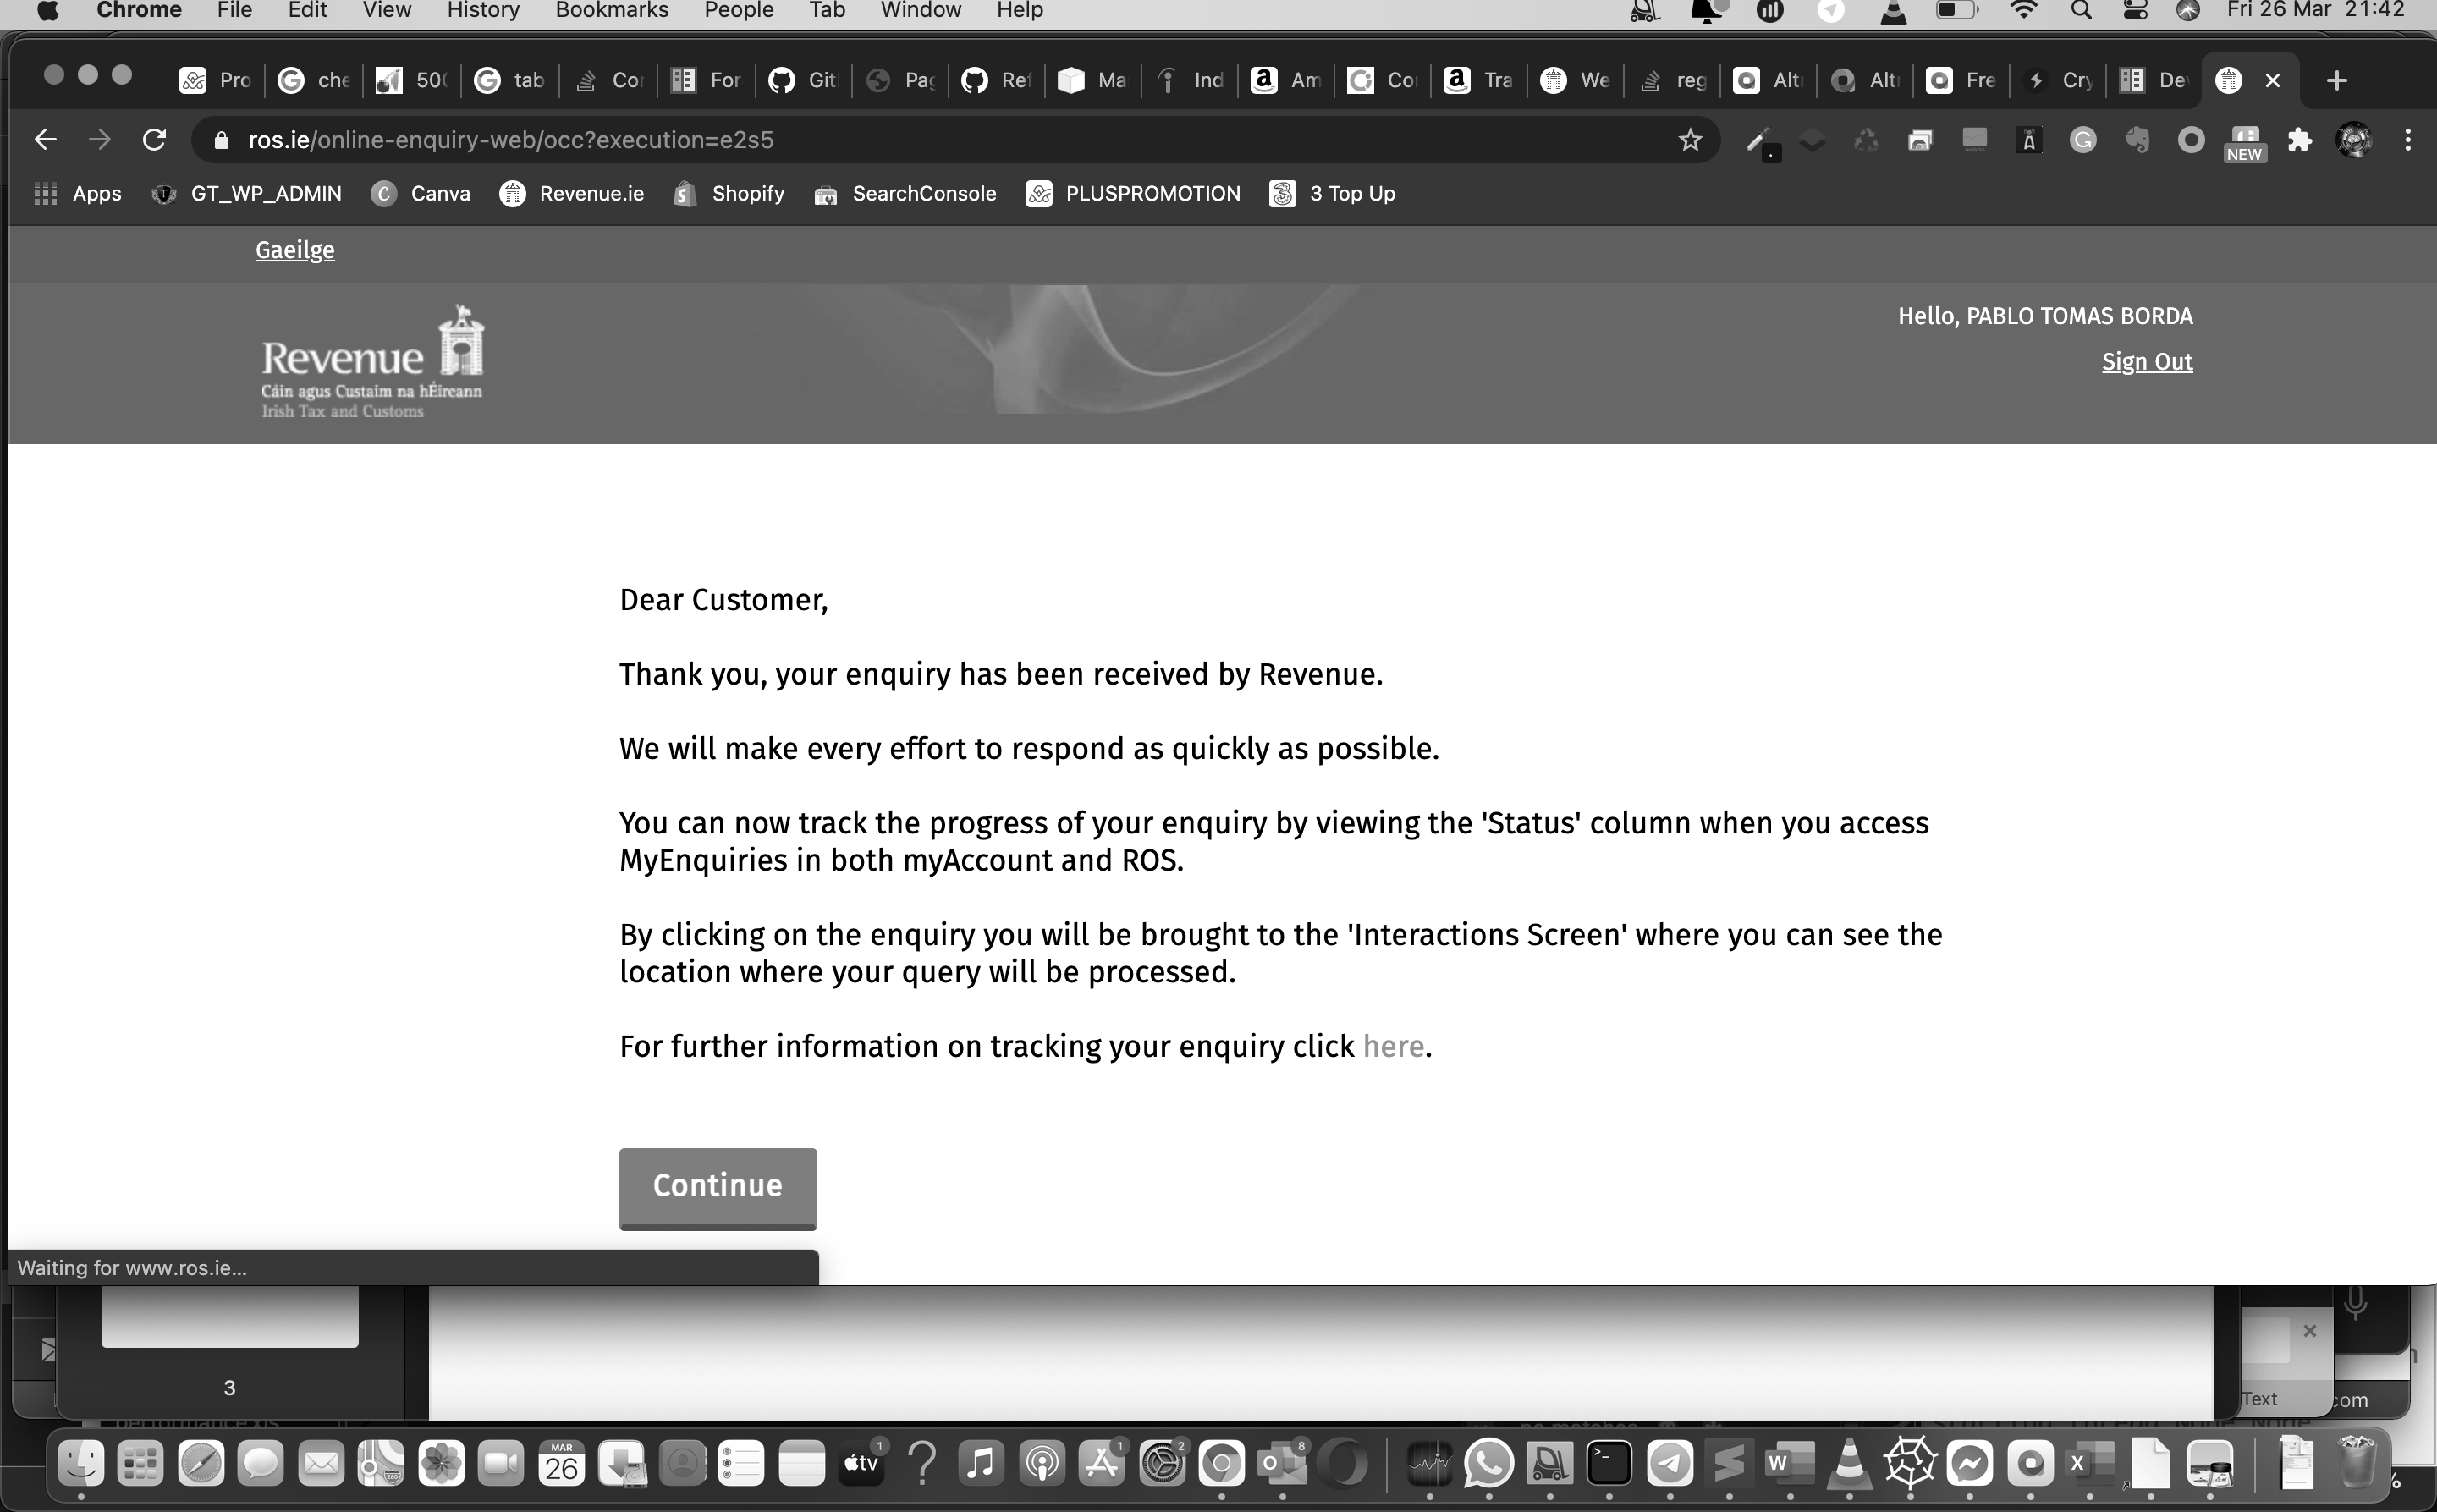 Chrome File Edit View History Bookmarks People Tab Window Help Fri 26 Mar 21:42
Pro che 50 tab Cor For Git Pag Ref Ma Ind Am Co Tra We reg Alt Alt Fre Cry De
ros.ie/online-enquiry-web/occ?execution=e2s5
NEW
Apps GT_WP_ADMIN Canva Revenue.ie Shopify SearchConsole PLUSPROMOTION 3 Top Up
Gaeilge
Hello, PABLO TOMAS BORDA
Sign Out
Revenue
Cáin agus Custaim na hÉireann
Irish Tax and Customs
Dear Customer,
Thank you, your enquiry has been received by Revenue.
We will make every effort to respond as quickly as possible.
You can now track the progress of your enquiry by viewing the 'Status' column when you access
MyEnquiries in both myAccount and ROS.
By clicking on the enquiry you will be brought to the 'Interactions Screen' where you can see the
location where your query will be processed.
For further information on tracking your enquiry click here.
Continue
Waiting for www.ros.ie...
3
Text
com
MAR
26
tv
1
1
2
8